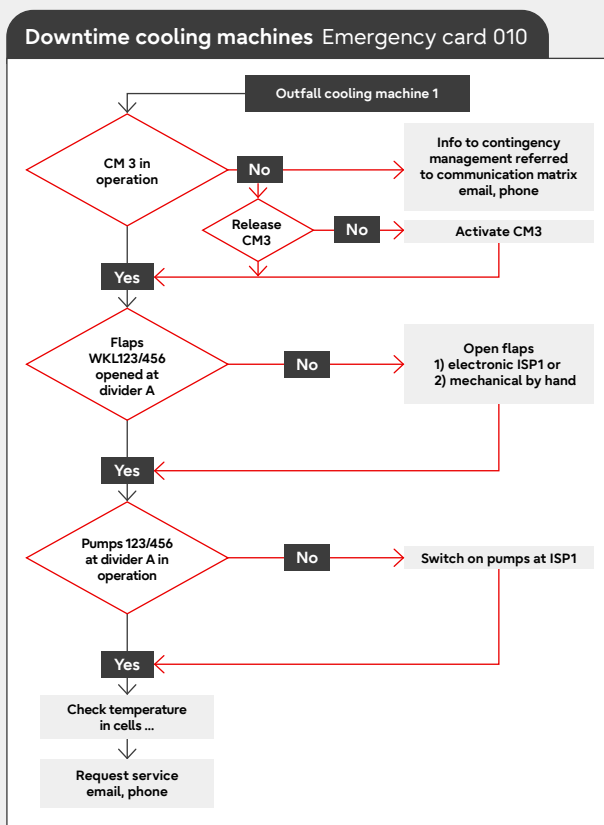 Downtime cooling machines Emergency card 010
Outfall cooling machine 1
CM 3 in
operation
No
Info to contingency
management referred
to communication matrix
email, phone
Release
CM3
No
Activate CM3
Yes
Flaps
WKL123/456
opened at
divider A
No
Open flaps
1) electronic ISP1 or
2) mechanical by hand
Yes
Pumps 123/456
at divider A in
operation
No
Switch on pumps at ISP1
Yes
Check temperature
in cells ...
Request service
email, phone